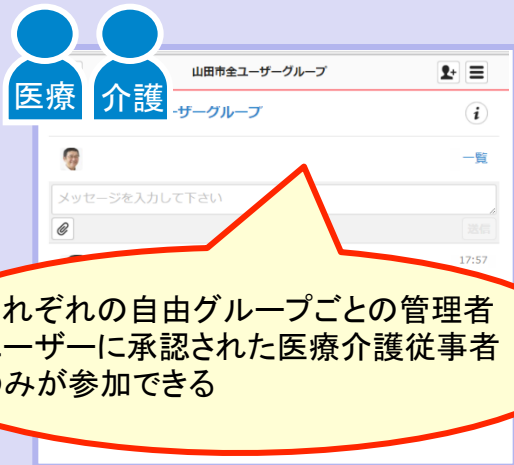 医療 介護
山田市全ユーザーグループ
ーザーグループ
一覧
メッセージを入力して下さい
送信
17:57
れぞれの自由グループごとの管理者
ーザーに承認された医療介護従事者
のみが参加できる